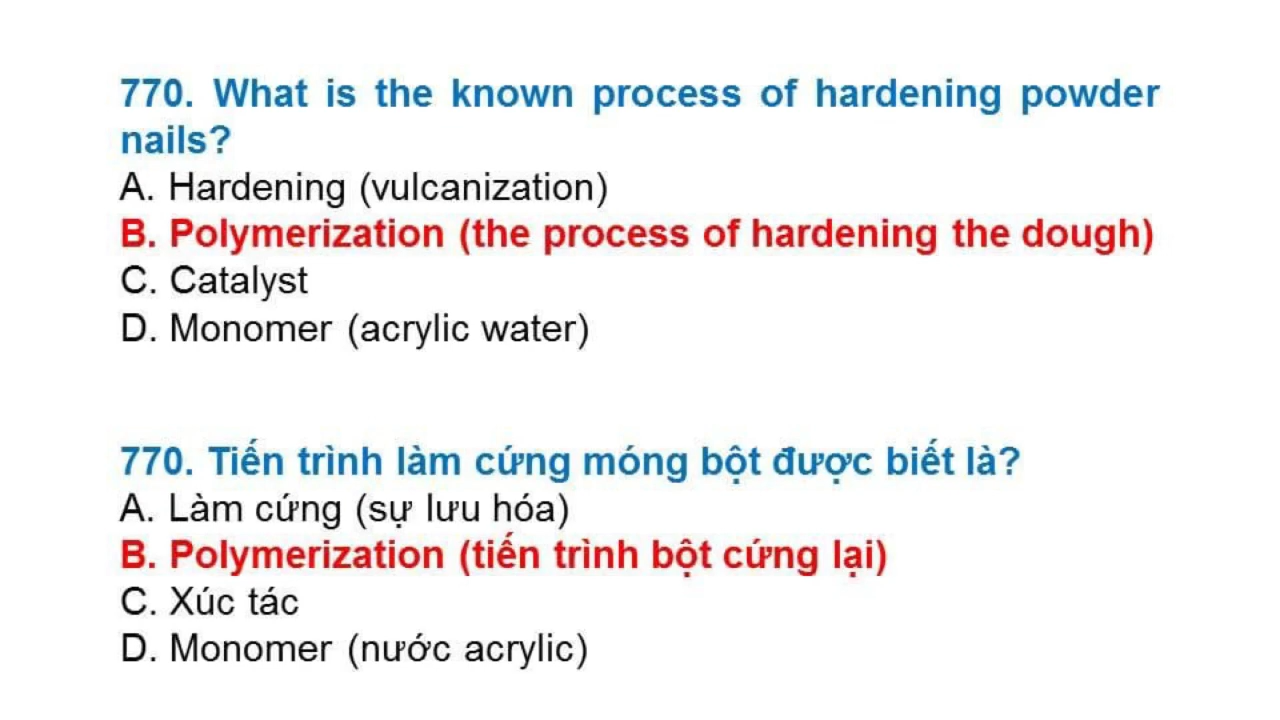 770. What is the known process of hardening powder
nails?
A. Hardening (vulcanization)
B. Polymerization (the process of hardening the dough)
C. Catalyst
D. Monomer (acrylic water)
770. Tiến trình làm cứng móng bột được biết là?
A. Làm cứng (sự lưu hóa)
B. Polymerization (tiến trình bột cứng lại)
C. Xúc tác
D. Monomer (nước acrylic)